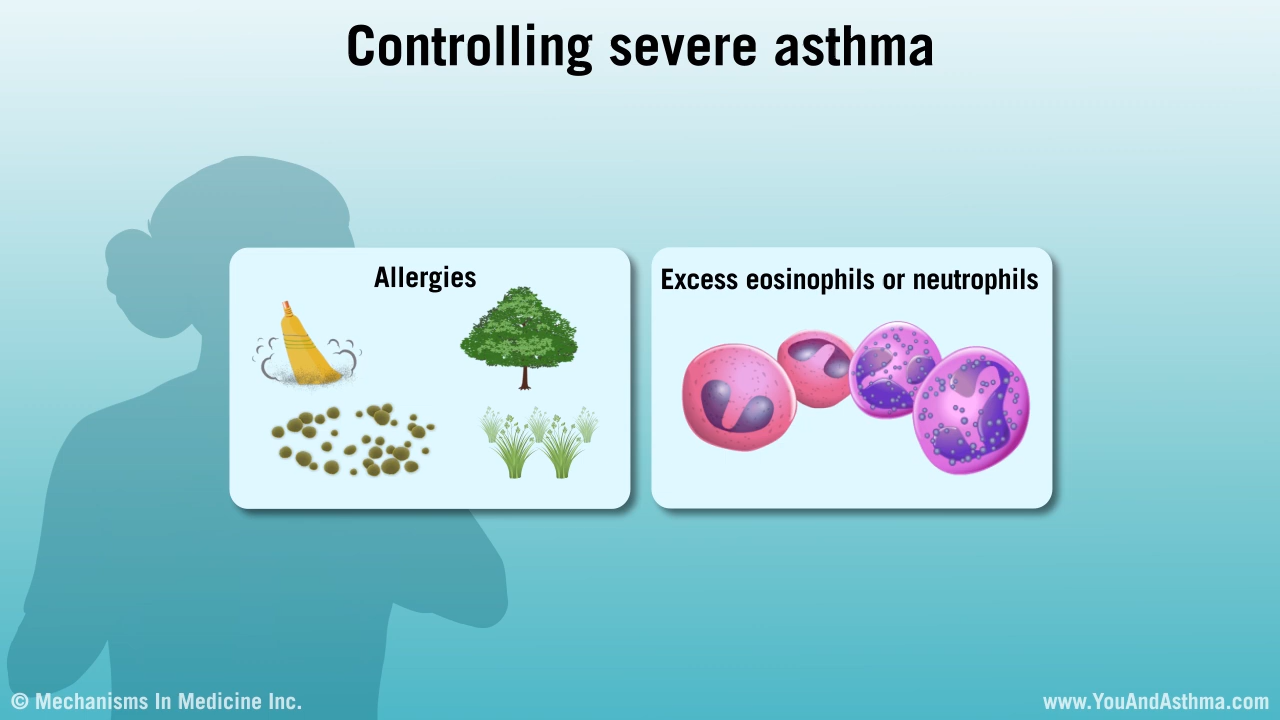 Controlling severe asthma
Allergies
Excess eosinophils or neutrophils
© Mechanisms In Medicine Inc.
www.YouAndAsthma.com